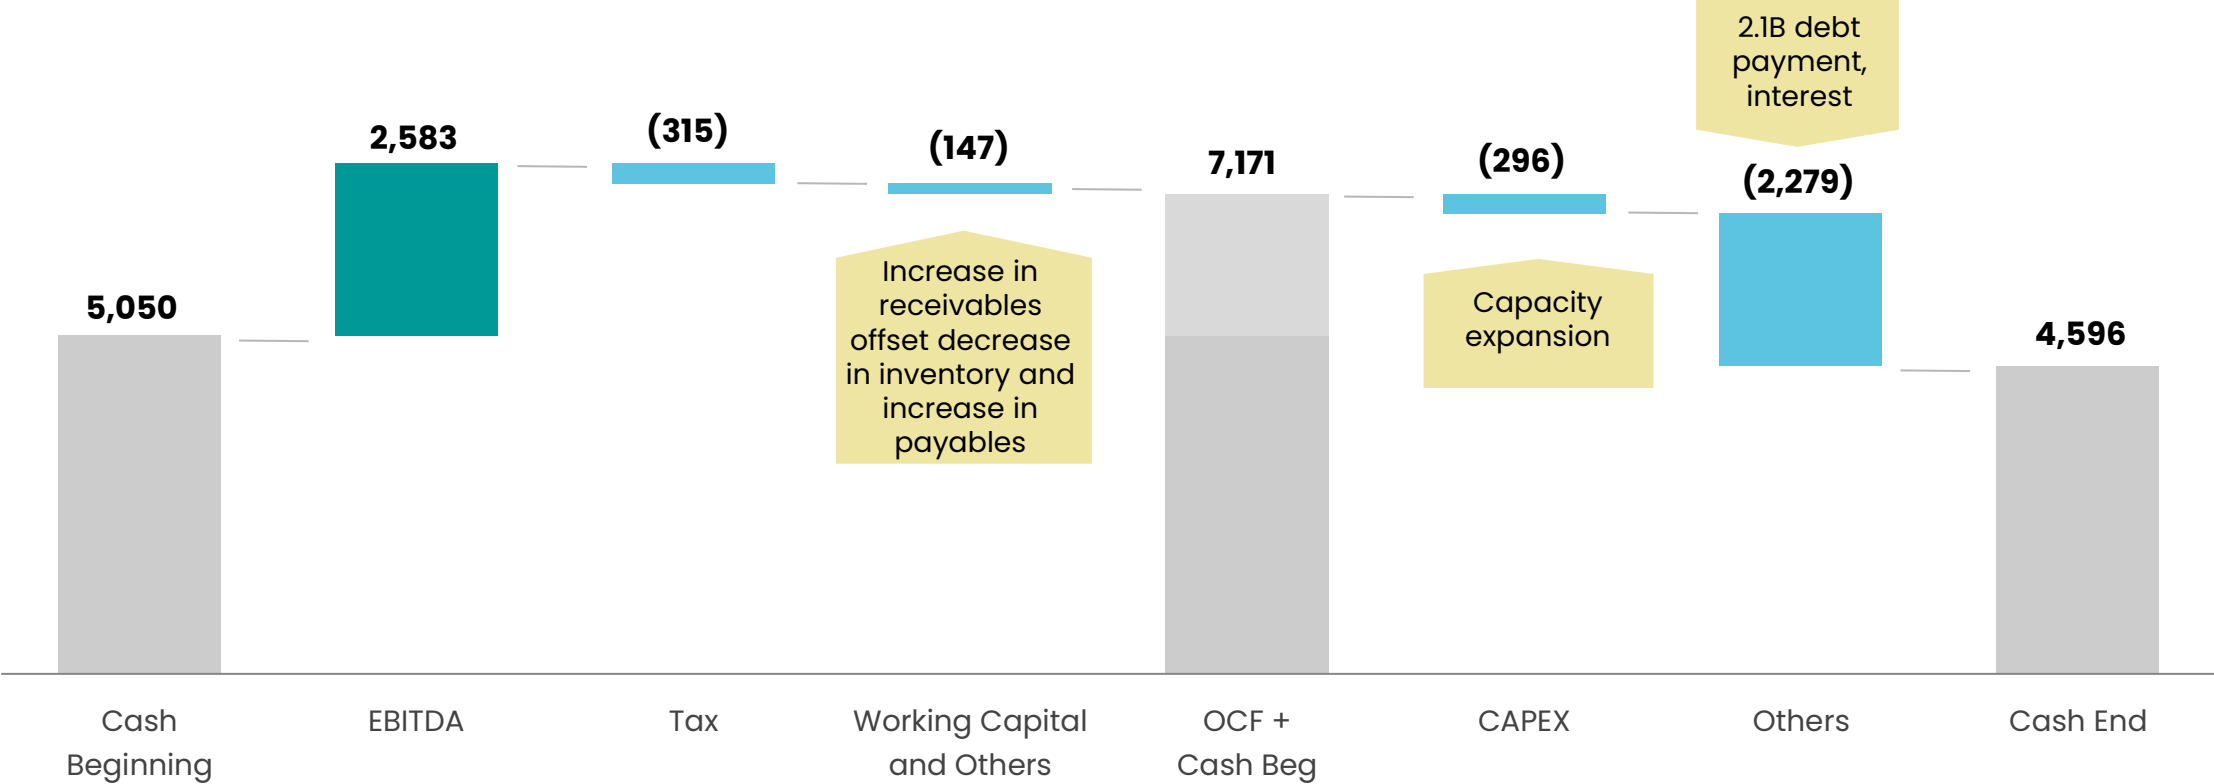 2.1B debt
payment,
interest
2,583
(315)
(147)
7,171
(296)
(2,279)
5,050
4,596
Increase in
receivables
offset decrease
in inventory and
increase in
payables
Capacity
expansion
Cash
Beginning
EBITDA
Tax
Working Capital
and Others
OCF +
Cash Beg
CAPEX
Others
Cash End